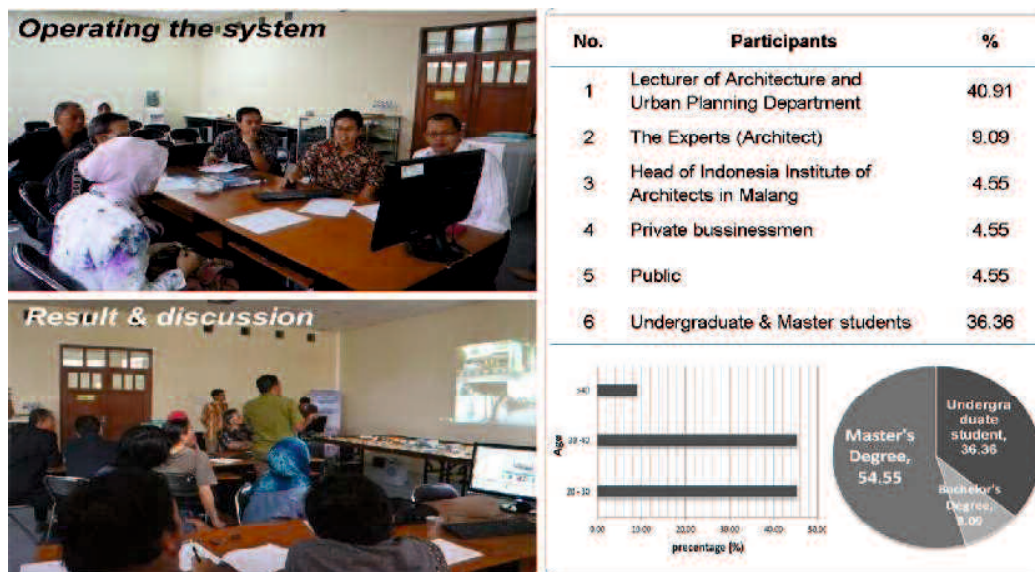 Operating the system
Result & discussion
No. Participants %
1 Lecturer of Architecture and Urban Planning Department 40.91
2 The Experts (Architect) 9.09
3 Head of Indonesia Institute of Architects in Malang 4.55
4 Private bussinessmen 4.55
5 Public 4.55
6 Undergraduate & Master students 36.36
Age
>40
20 - 30
0.00 10.00 20.00 30.00 40.00 50.00
precentage (%)
Master's
Degree,
54.55
Undergra
duate
student,
36.36
Bachelor's
Degree,
9.09